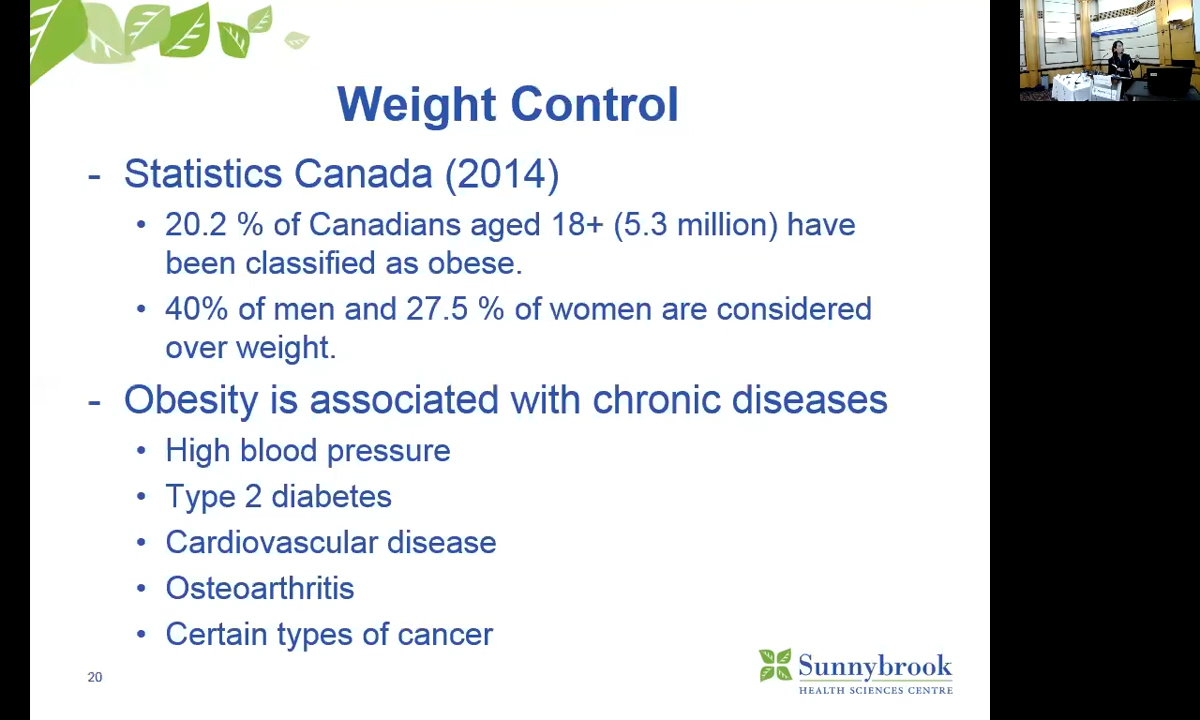 Weight Control
- Statistics Canada (2014)
• 20.2 % of Canadians aged 18+ (5.3 million) have
been classified as obese.
• 40% of men and 27.5 % of women are considered
over weight.
- Obesity is associated with chronic diseases
• High blood pressure
• Type 2 diabetes
• Cardiovascular disease
• Osteoarthritis
• Certain types of cancer
20
Sunnybrook
HEALTH SCIENCES CENTRE